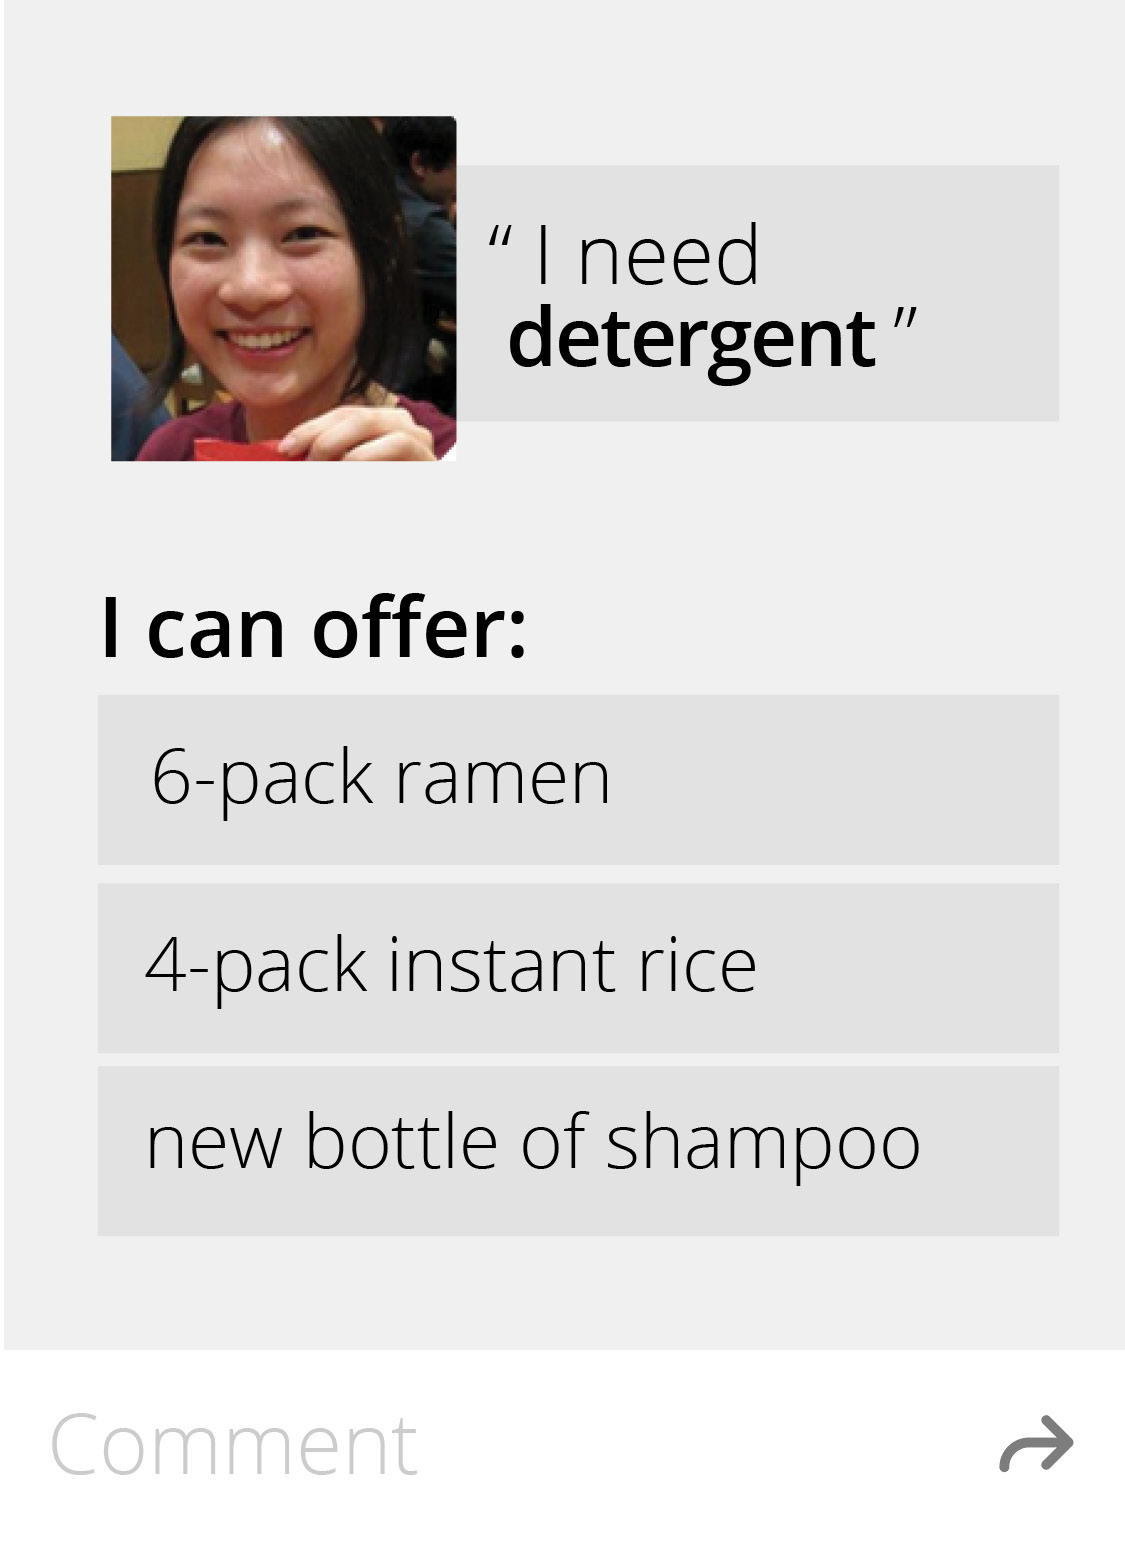 “ I need
detergent ”
I can offer:
6-pack ramen
4-pack instant rice
new bottle of shampoo
Comment